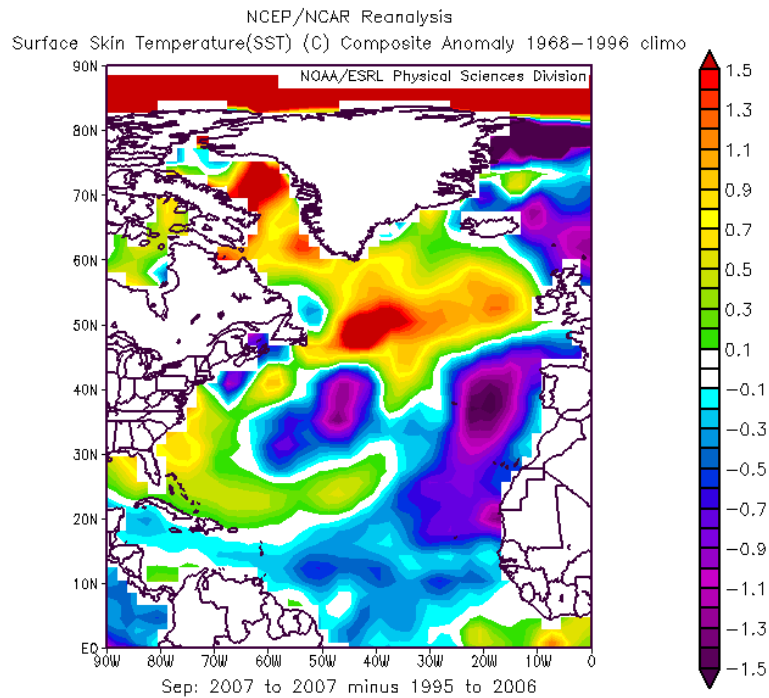 NCEP/NCAR Reanalysis
Surface Skin Temperature(SST) (C) Composite Anomaly 1968-1996 climo
NOAA/ESRL Physical Sciences Division
90N
80N
70N
60N
50N
40N
30N
20N
10N
EQ
90W 80W 70W 60W 50W 40W 30W 20W 10W 0
1.5
1.3
1.1
0.9
0.7
0.5
0.3
0.1
-0.1
-0.3
-0.5
-0.7
-0.9
-1.1
-1.3
-1.5
Sep: 2007 to 2007 minus 1995 to 2006